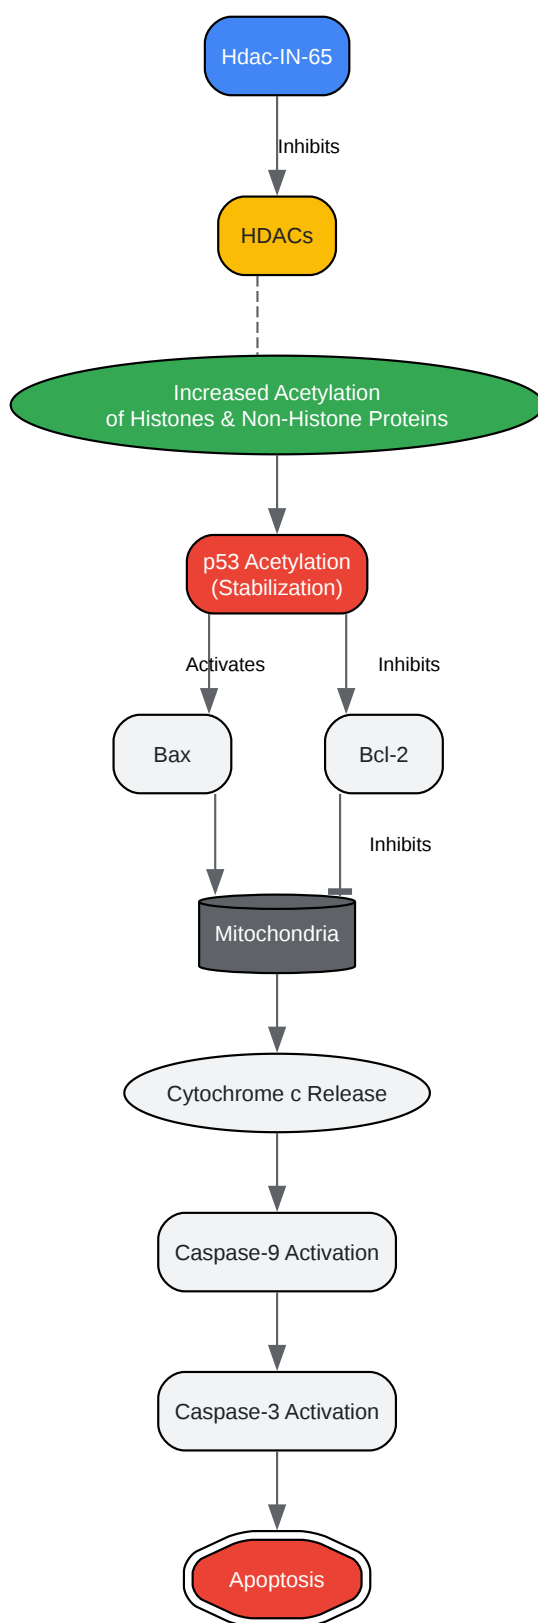 Hdac-IN-65
Inhibits
HDACs
Increased Acetylation
of Histones & Non-Histone Proteins
p53 Acetylation
(Stabilization)
Activates
Inhibits
Bax
Bcl-2
Inhibits
Mitochondria
Cytochrome c Release
Caspase-9 Activation
Caspase-3 Activation
Apoptosis